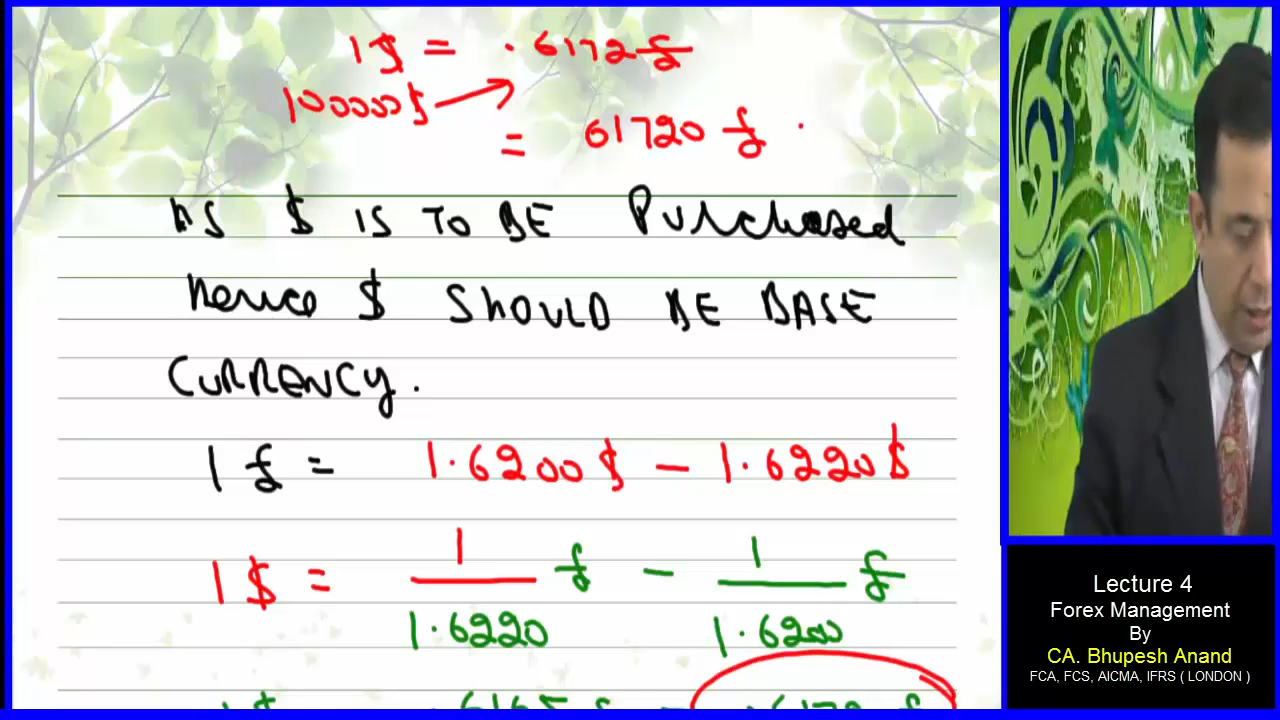 1$ = .6172£
100000$ →
= 61720 £
AS $ IS TO BE Purchased
hence $ SHOULD BE BASE
CURRENCY.
1 £ = 1.6200 $ – 1.6220 $
1 $ = 1/1.6220 £ – 1/1.6200 £
Lecture 4
Forex Management
By
CA. Bhupesh Anand
FCA, FCS, AICMA, IFRS ( LONDON )